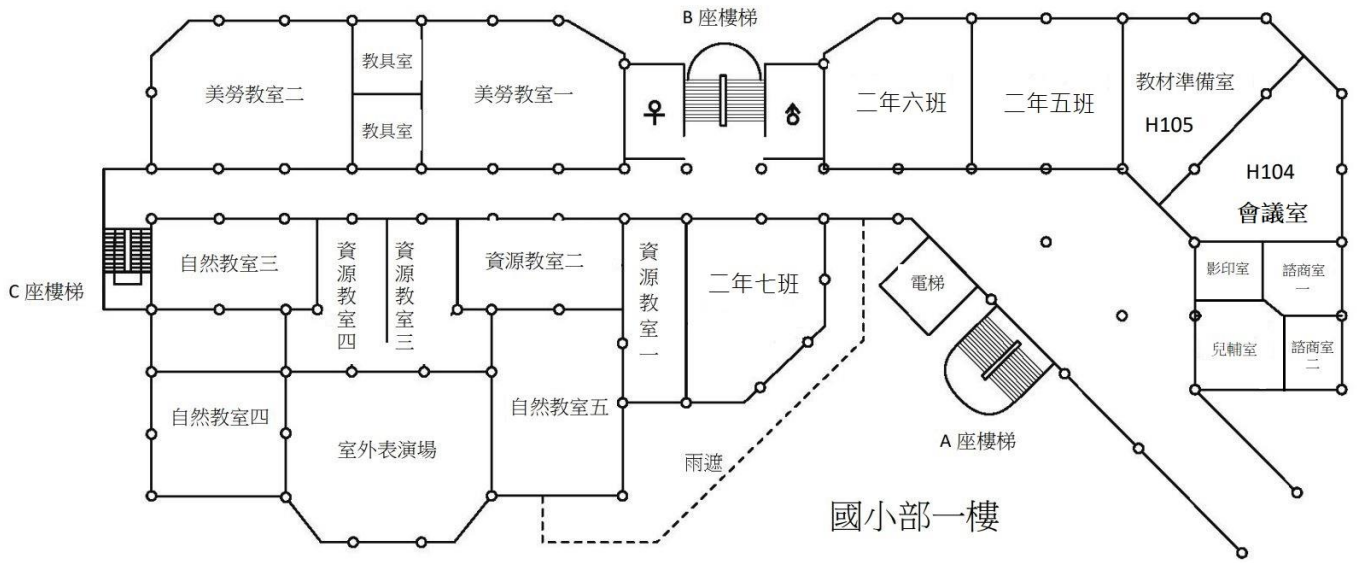 B 座樓梯
美勞教室二
教具室
教具室
美勞教室一
二年六班
二年五班
教材準備室
H105
H104
會議室
C 座樓梯
自然教室三
資源教室四
資源教室三
資源教室二
資源教室一
二年七班
電梯
影印室
諮商室
一
兒輔室
諮商室
二
自然教室四
室外表演場
自然教室五
雨遮
A 座樓梯
國小部一樓